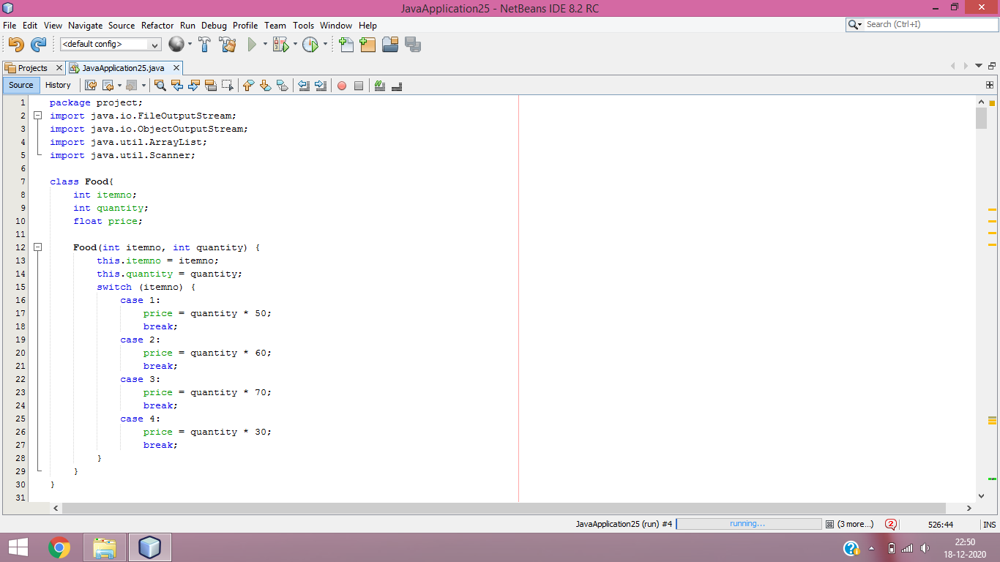 JavaApplication25 - NetBeans IDE 8.2 RC
File Edit View Navigate Source Refactor Run Debug Profile Team Tools Window Help
Search (Ctrl+I)
<default config>
Projects JavaApplication25.java
Source History
1 package project;
2 import java.io.FileOutputStream;
3 import java.io.ObjectOutputStream;
4 import java.util.ArrayList;
5 import java.util.Scanner;
6
7 class Food{
8 int itemno;
9 int quantity;
10 float price;
11
12 Food(int itemno, int quantity) {
13 this.itemno = itemno;
14 this.quantity = quantity;
15 switch (itemno) {
16 case 1:
17 price = quantity * 50;
18 break;
19 case 2:
20 price = quantity * 60;
21 break;
22 case 3:
23 price = quantity * 70;
24 break;
25 case 4:
26 price = quantity * 30;
27 break;
28 }
29 }
30 }
31
JavaApplication25 (run) #4 running... (3 more...) 2 526:44 INS
22:50
18-12-2020